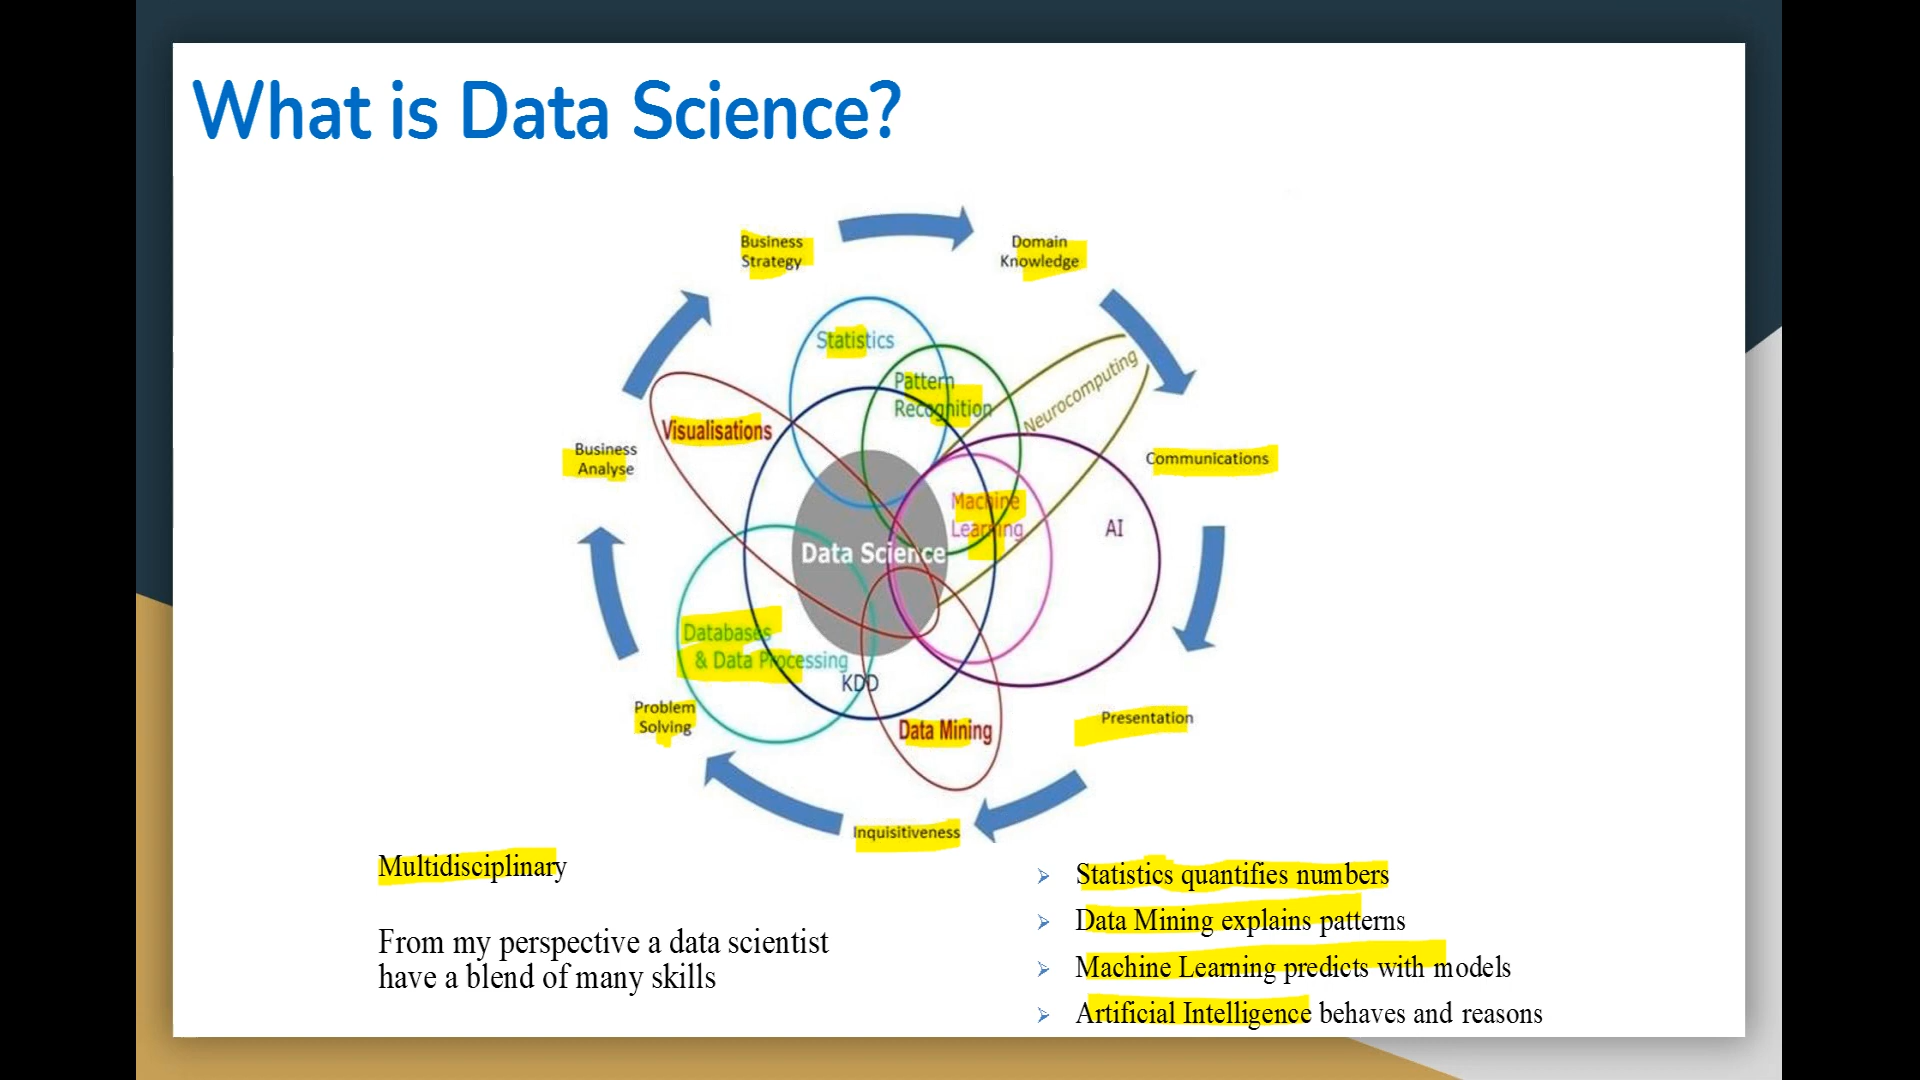 What is Data Science?
Business
Strategy
Domain
Knowledge
Statistics
Pattern
Recognition
Neurocomputing
Visualisations
Business
Analyse
Communications
Machine
Learning
AI
Data Science
Databases
& Data Processing
KDD
Problem
Solving
Data Mining
Presentation
Inquisitiveness
Multidisciplinary
From my perspective a data scientist
have a blend of many skills
Statistics quantifies numbers
Data Mining explains patterns
Machine Learning predicts with models
Artificial Intelligence behaves and reasons